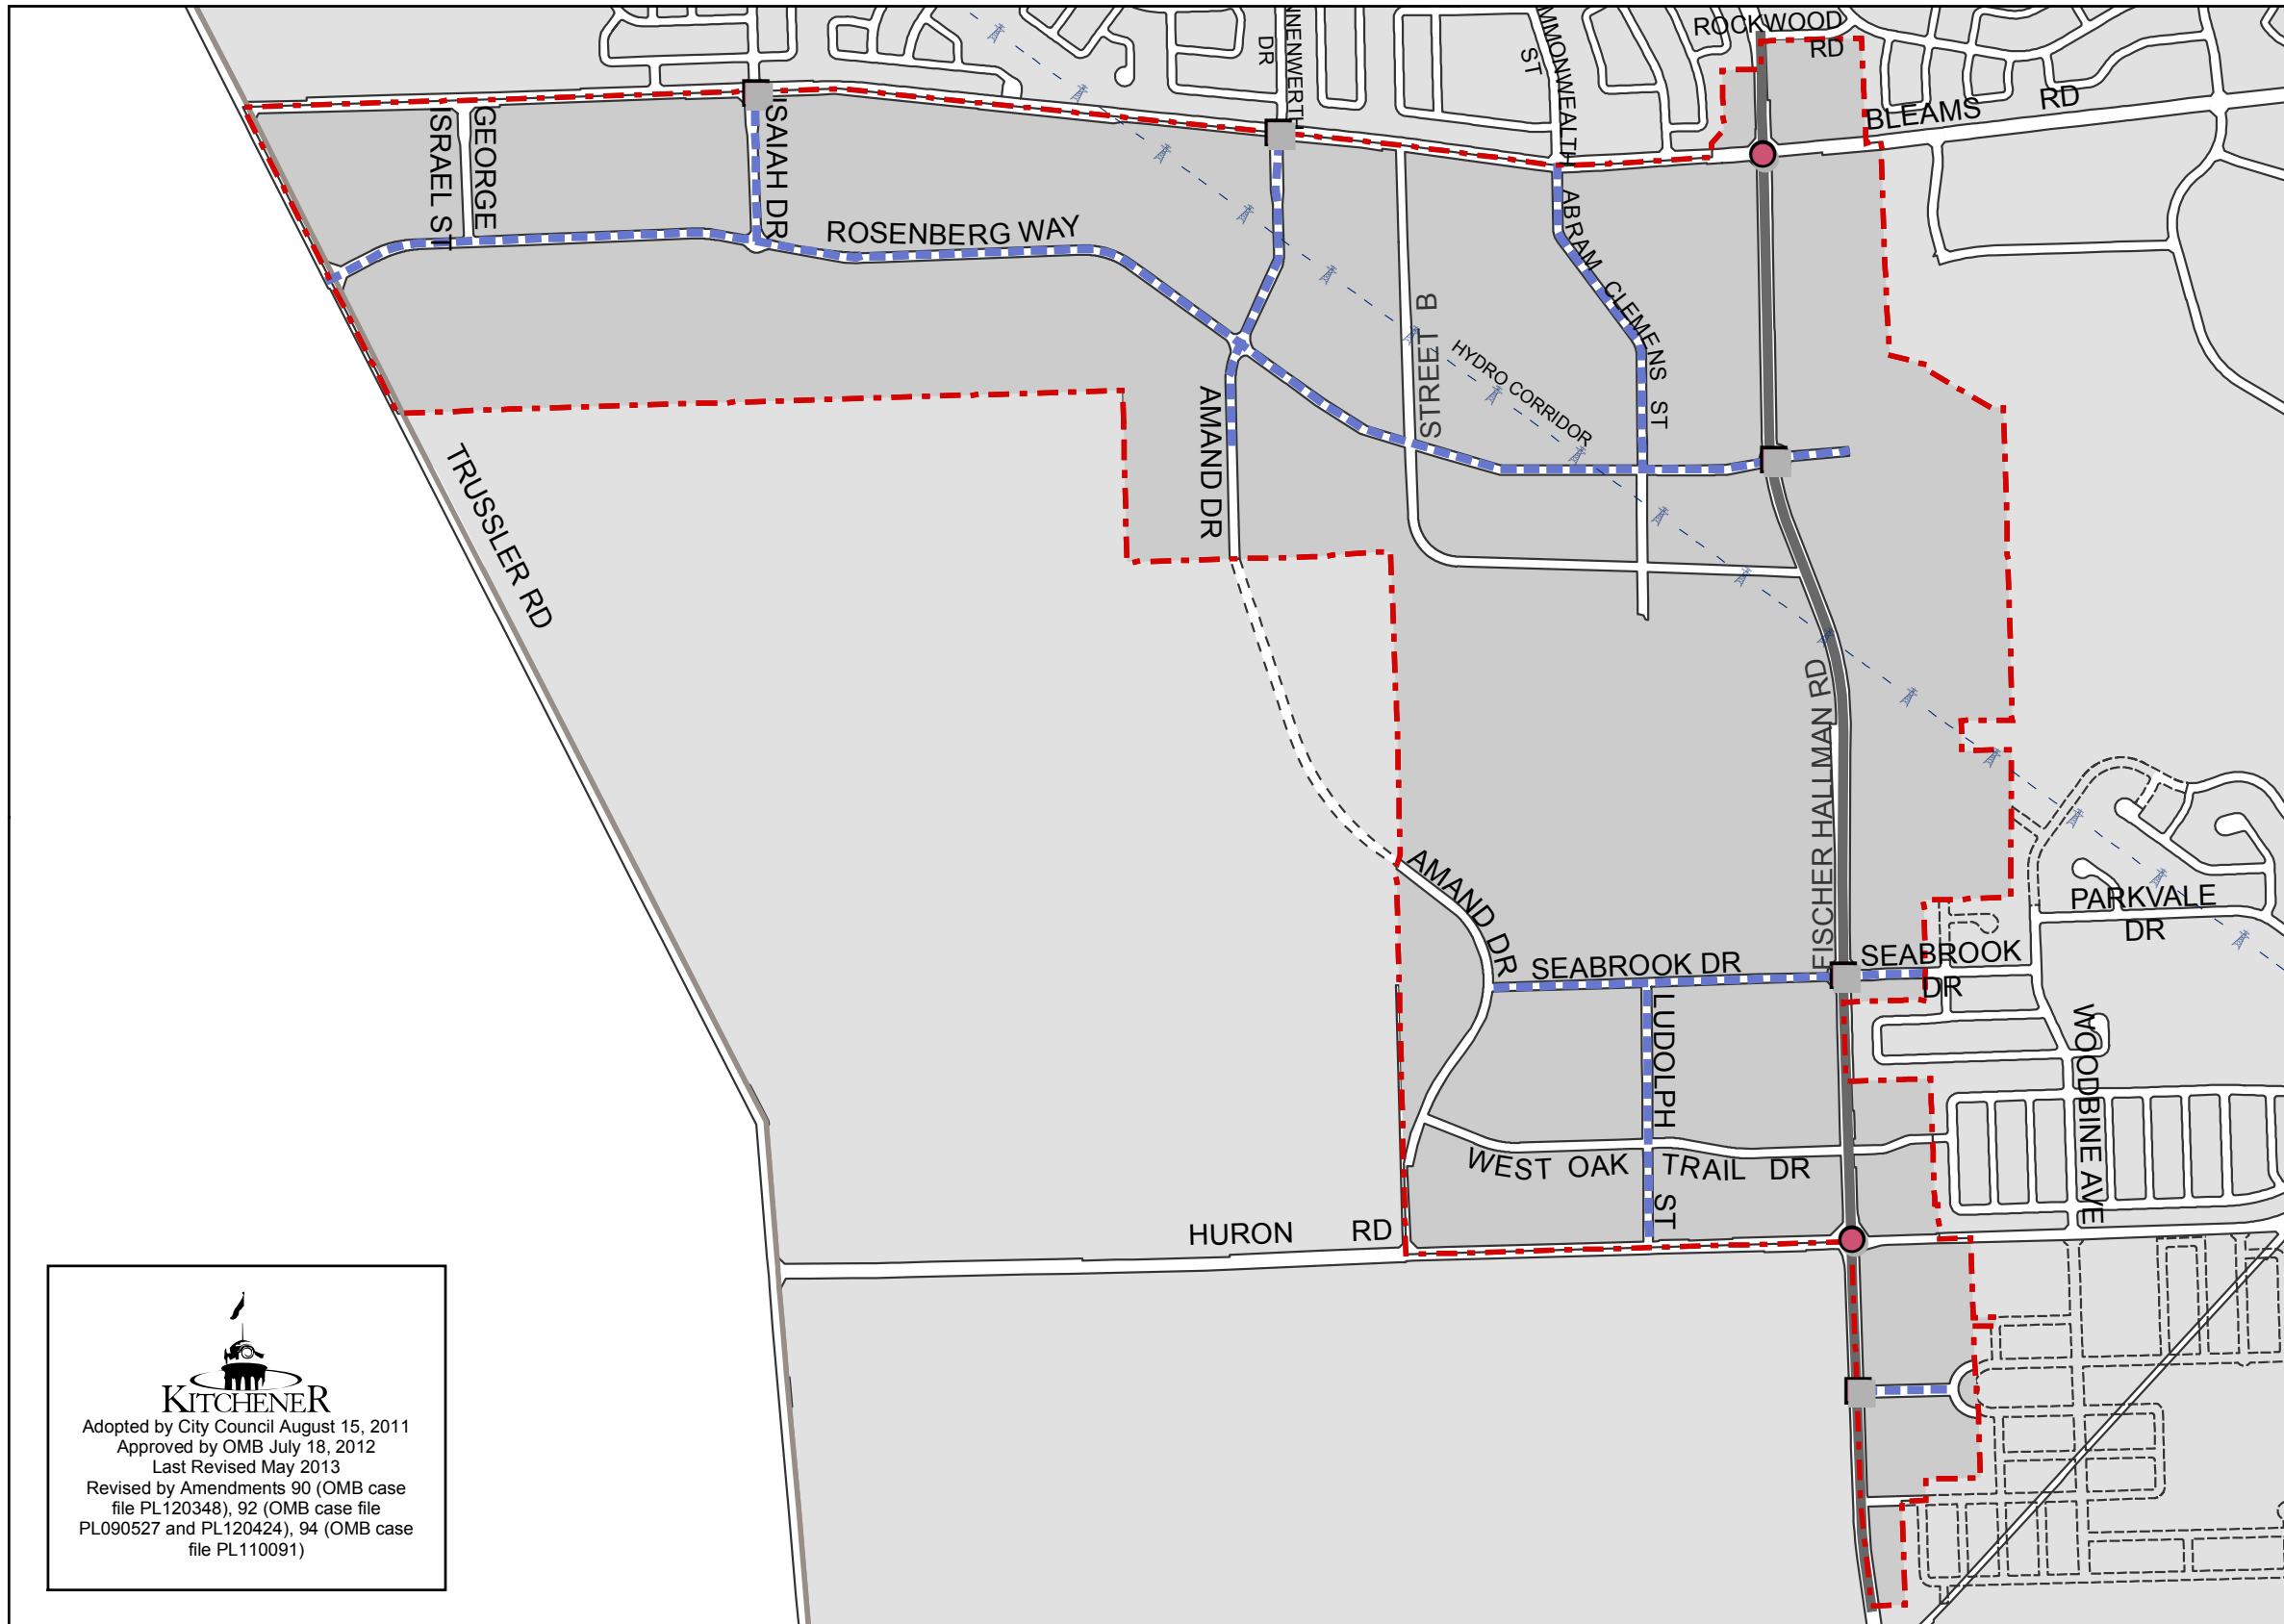 ROCKWOOD
RD
BLEAMS RD
DR
ST
GEORGE
ISRAEL ST
ISAIAH DR
ROSENBERG WAY
ABRAM CLEMENS ST
STREET B
HYDRO CORRIDOR
AMAND DR
TRUSSLER RD
FISCHER HALLMAN RD
AMAND DR
SEABROOK DR
SEABROOK
DR
PARKVALE
DR
LUDOLPH
ST
WOODBINE AVE
WEST OAK TRAIL DR
HURON RD
KITCHENER
Adopted by City Council August 15, 2011
Approved by OMB July 18, 2012
Last Revised May 2013
Revised by Amendments 90 (OMB case
file PL120348), 92 (OMB case file
PL090527 and PL120424), 94 (OMB case
file PL110091)